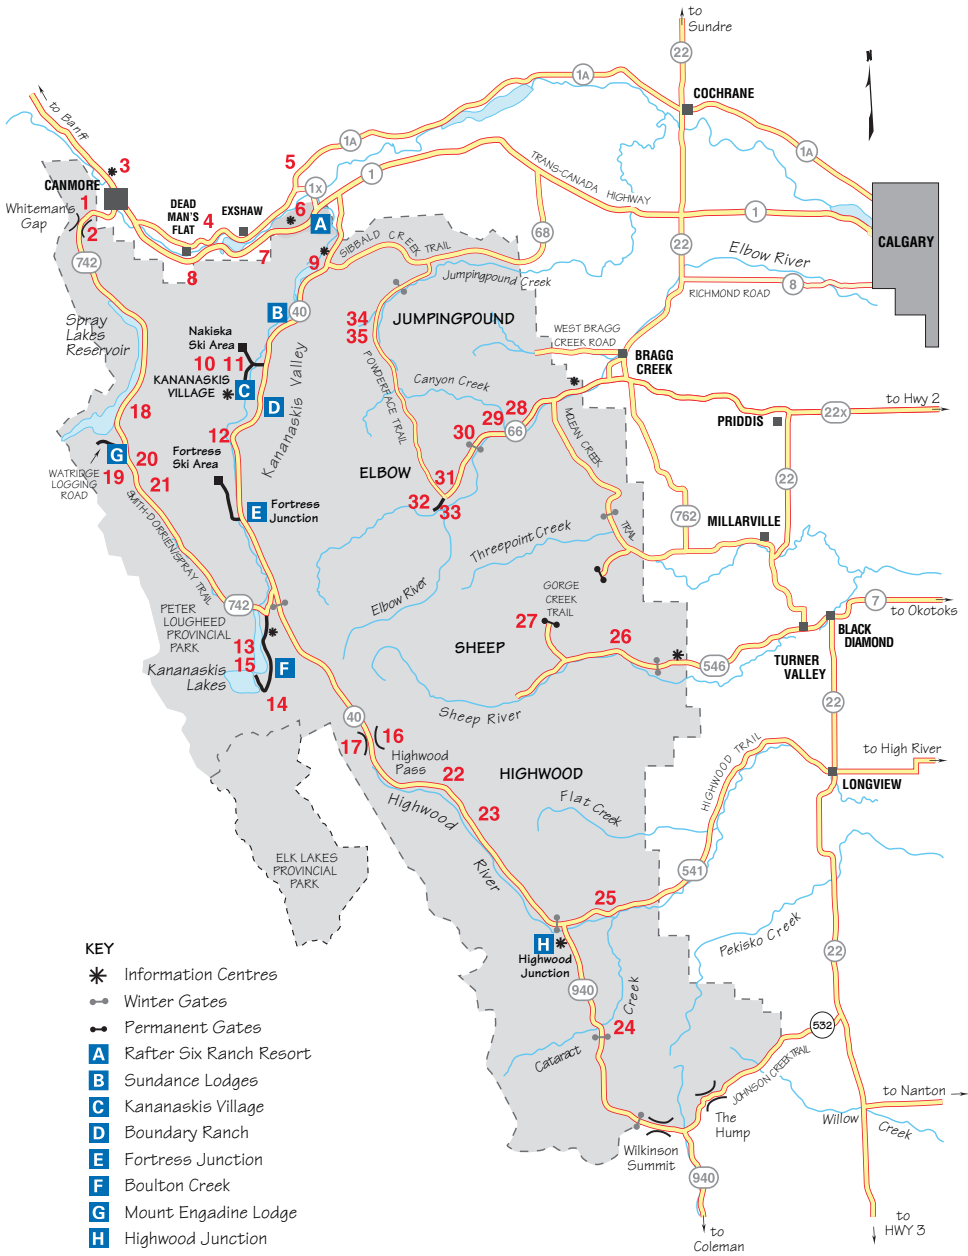 to
Sundre
22
N
1A
COCHRANE
to Banff
3
1A
1A
5
TRANS-CANADA HIGHWAY
CANMORE
1
1X
1
Whiteman's
Gap
2
DEAD
MAN'S
FLAT
4
EXSHAW
6
A
1
CALGARY
68
22
742
8
7
9
SIBBALD CREEK TRAIL
Elbow River
Jumpingpound Creek
8
RICHMOND ROAD
B
40
Spray
Lakes
Reservoir
34
35
JUMPINGPOUND
Nakiska
Ski Area
WEST BRAGG
CREEK ROAD
BRAGG
CREEK
10
11
KANANASKIS
VILLAGE
C
Kananaskis Valley
POWDERFACE TRAIL
Canyon Creek
D
18
28
29
to Hwy 2
22x
PRIDDIS
12
30
66
MCLEAN CREEK
TRAIL
Fortress
Ski Area
G
20
WATRIDGE
LOGGING
ROAD
19
21
ELBOW
31
32
33
22
E
Fortress
Junction
762
MILLARVILLE
SMITH-DORRIEN/SPRAY TRAIL
Threepoint Creek
Elbow River
GORGE
CREEK
TRAIL
742
PETER
LOUGHEED
PROVINCIAL
PARK
7
to Okotoks
27
26
BLACK
DIAMOND
13
15
SHEEP
546
TURNER
VALLEY
Kananaskis
Lakes
F
14
22
Sheep River
40
17
16
Highwood
Pass
to High River
22
HIGHWOOD
HIGHWOOD TRAIL
LONGVIEW
Highwood
River
23
Flat Creek
ELK LAKES
PROVINCIAL
PARK
541
25
Pekisko Creek
H
Highwood
Junction
22
940
Creek
Cataract
24
532
JOHNSON CREEK TRAIL
to Nanton
The
Hump
Willow
Creek
Wilkinson
Summit
940
to
Coleman
to
HWY 3
KEY
Information Centres
Winter Gates
Permanent Gates
A Rafter Six Ranch Resort
B Sundance Lodges
C Kananaskis Village
D Boundary Ranch
E Fortress Junction
F Boulton Creek
G Mount Engadine Lodge
H Highwood Junction